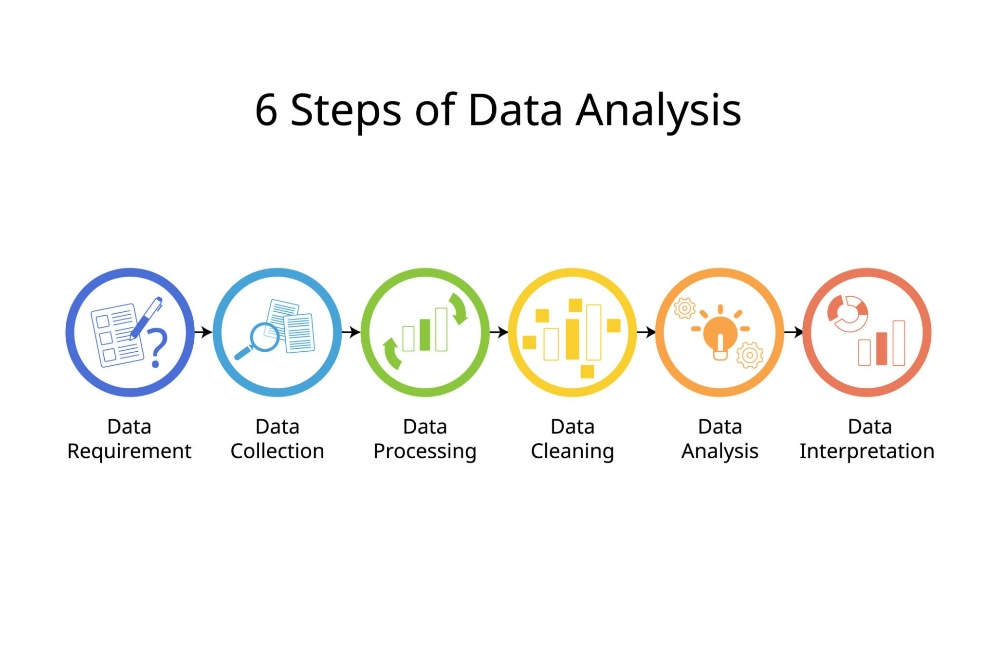 6 Steps of Data Analysis
Data
Requirement
Data
Collection
Data
Processing
Data
Cleaning
Data
Analysis
Data
Interpretation